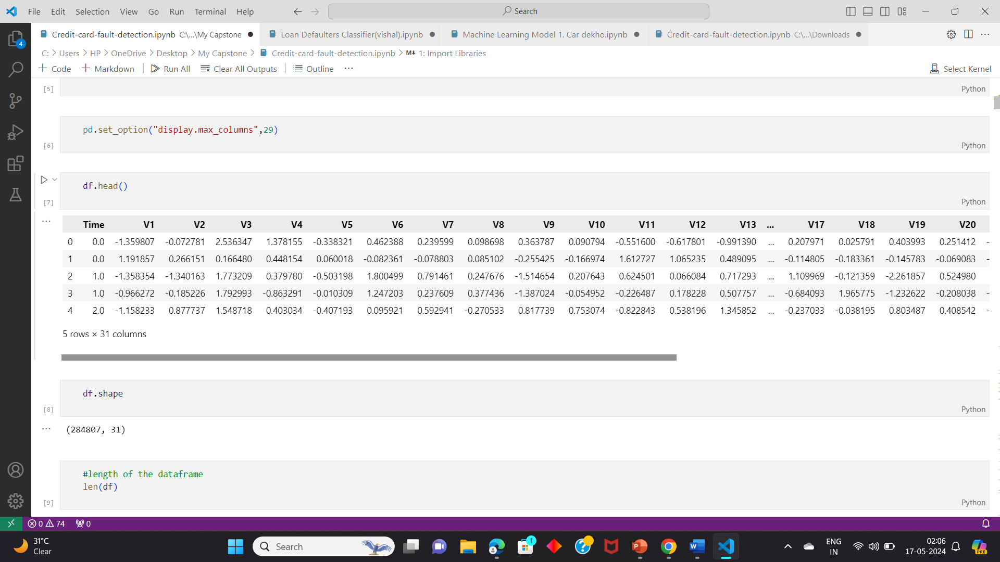 File Edit Selection View Go Run Terminal Help Search
Credit-card-fault-detection.ipynb C:\...\My Capstone Loan Defaulters Classifier(vishal).ipynb Machine Learning Model 1. Car dekho.ipynb Credit-card-fault-detection.ipynb C:\...\Downloads
C: > Users > HP > OneDrive > Desktop > My Capstone > Credit-card-fault-detection.ipynb > M↓ 1: Import Libraries
+ Code + Markdown Run All Clear All Outputs Outline ... Select Kernel
4
[5] Python
pd.set_option("display.max_columns",29)
[6] Python
df.head()
[7] Python
Time V1 V2 V3 V4 V5 V6 V7 V8 V9 V10 V11 V12 V13 ... V17 V18 V19 V20
0 0.0 -1.359807 -0.072781 2.536347 1.378155 -0.338321 0.462388 0.239599 0.098698 0.363787 0.090794 -0.551600 -0.617801 -0.991390 ... 0.207971 0.025791 0.403993 0.251412 -
1 0.0 1.191857 0.266151 0.166480 0.448154 0.060018 -0.082361 -0.078803 0.085102 -0.255425 -0.166974 1.612727 1.065235 0.489095 ... -0.114805 -0.183361 -0.145783 -0.069083 -
2 1.0 -1.358354 -1.340163 1.773209 0.379780 -0.503198 1.800499 0.791461 0.247676 -1.514654 0.207643 0.624501 0.066084 0.717293 ... 1.109969 -0.121359 -2.261857 0.524980
3 1.0 -0.966272 -0.185226 1.792993 -0.863291 -0.010309 1.247203 0.237609 0.377436 -1.387024 -0.054952 -0.226487 0.178228 0.507757 ... -0.684093 1.965775 -1.232622 -0.208038 -
4 2.0 -1.158233 0.877737 1.548718 0.403034 -0.407193 0.095921 0.592941 -0.270533 0.817739 0.753074 -0.822843 0.538196 1.345852 ... -0.237033 -0.038195 0.803487 0.408542 -
5 rows × 31 columns
df.shape
[8] Python
(284807, 31)
#length of the dataframe
len(df)
[9] Python
0 74 0
31°C
Clear
Search
1
ENG
IN
02:06
17-05-2024
PRE